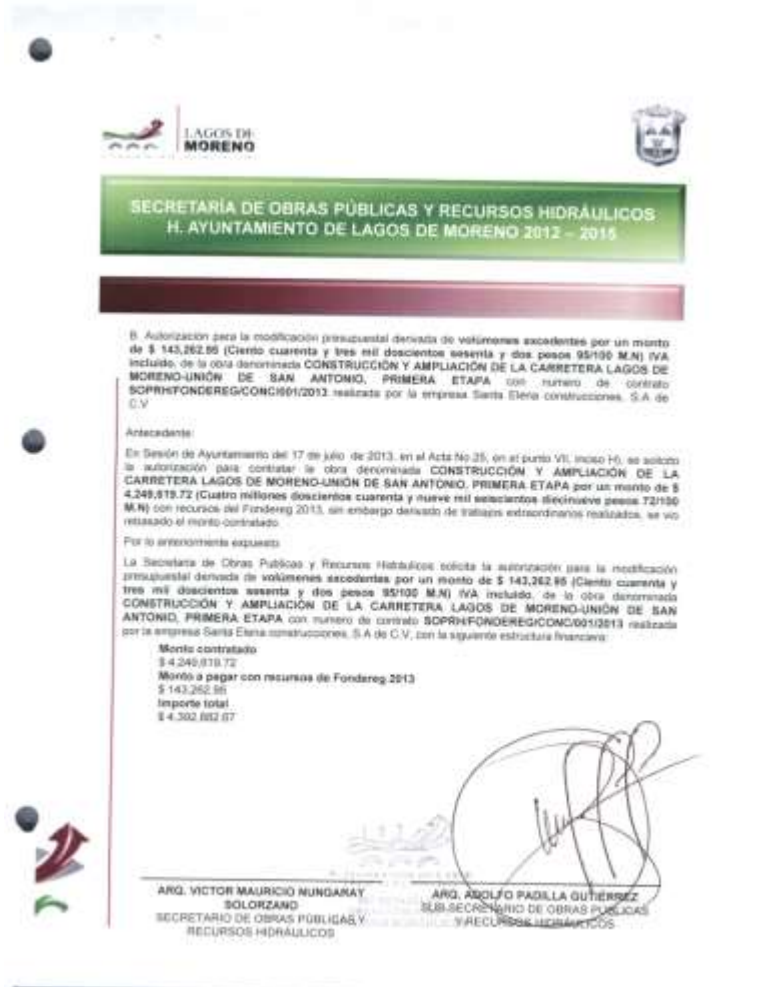 LAGOS DE
MORENO
SECRETARÍA DE OBRAS PÚBLICAS Y RECURSOS HIDRÁULICOS
H. AYUNTAMIENTO DE LAGOS DE MORENO 2012 – 2015
B. Autorización para la modificación presupuestal derivada de volúmenes excedentes por un monto
de $ 143,262.95 (Ciento cuarenta y tres mil doscientos sesenta y dos pesos 95/100 M.N) IVA
incluido, de la obra denominada CONSTRUCCIÓN Y AMPLIACIÓN DE LA CARRETERA LAGOS DE
MORENO-UNIÓN DE SAN ANTONIO, PRIMERA ETAPA con numero de contrato
SOPRH/FONDEREG/CONC/001/2013 realizada por la empresa Santa Elena construcciones, S.A de
C.V
Antecedente:
En Sesión de Ayuntamiento del 17 de julio de 2013, en el Acta No.25, en el punto VII, inciso H), se solicito
la autorización para contratar la obra denominada CONSTRUCCIÓN Y AMPLIACIÓN DE LA
CARRETERA LAGOS DE MORENO-UNIÓN DE SAN ANTONIO, PRIMERA ETAPA por un monto de $
4,249,619.72 (Cuatro millones doscientos cuarenta y nueve mil seiscientos diecinueve pesos 72/100
M.N) con recursos del Fondereg 2013, sin embargo derivado de trabajos extraordinarios realizados, se vio
rebasado el monto contratado.
Por lo anteriormente expuesto:
La Secretaria de Obras Publicas y Recursos Hidráulicos solicita la autorización para la modificación
presupuestal derivada de volúmenes excedentes por un monto de $ 143,262.95 (Ciento cuarenta y
tres mil doscientos sesenta y dos pesos 95/100 M.N) IVA incluido, de la obra denominada
CONSTRUCCIÓN Y AMPLIACIÓN DE LA CARRETERA LAGOS DE MORENO-UNIÓN DE SAN
ANTONIO, PRIMERA ETAPA con numero de contrato SOPRH/FONDEREG/CONC/001/2013 realizada
por la empresa Santa Elena construcciones, S.A de C.V, con la siguiente estructura financiera:
Monto contratado
$ 4,249,619.72
Monto a pagar con recursos de Fondereg 2013
$ 143,262.95
Importe total
$ 4,392,882.67
ARQ. VICTOR MAURICIO NUNGARAY
SOLORZANO
SECRETARIO DE OBRAS PÚBLICAS Y
RECURSOS HIDRÁULICOS
ARQ. ADOLFO PADILLA GUTIÉRREZ
SUB-SECRETARIO DE OBRAS PUBLICAS
Y RECURSOS HIDRAULICOS